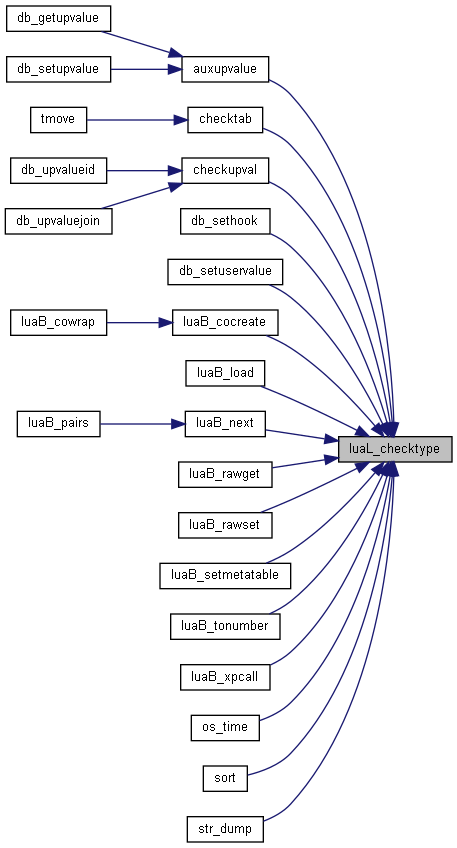 db_getupvalue
db_setupvalue
auxupvalue
tmove
checktab
db_upvalueid
checkupval
db_upvaluejoin
db_sethook
db_setuservalue
luaB_cowrap
luaB_cocreate
luaB_load
luaB_pairs
luaB_next
luaL_checktype
luaB_rawget
luaB_rawset
luaB_setmetatable
luaB_tonumber
luaB_xpcall
os_time
sort
str_dump